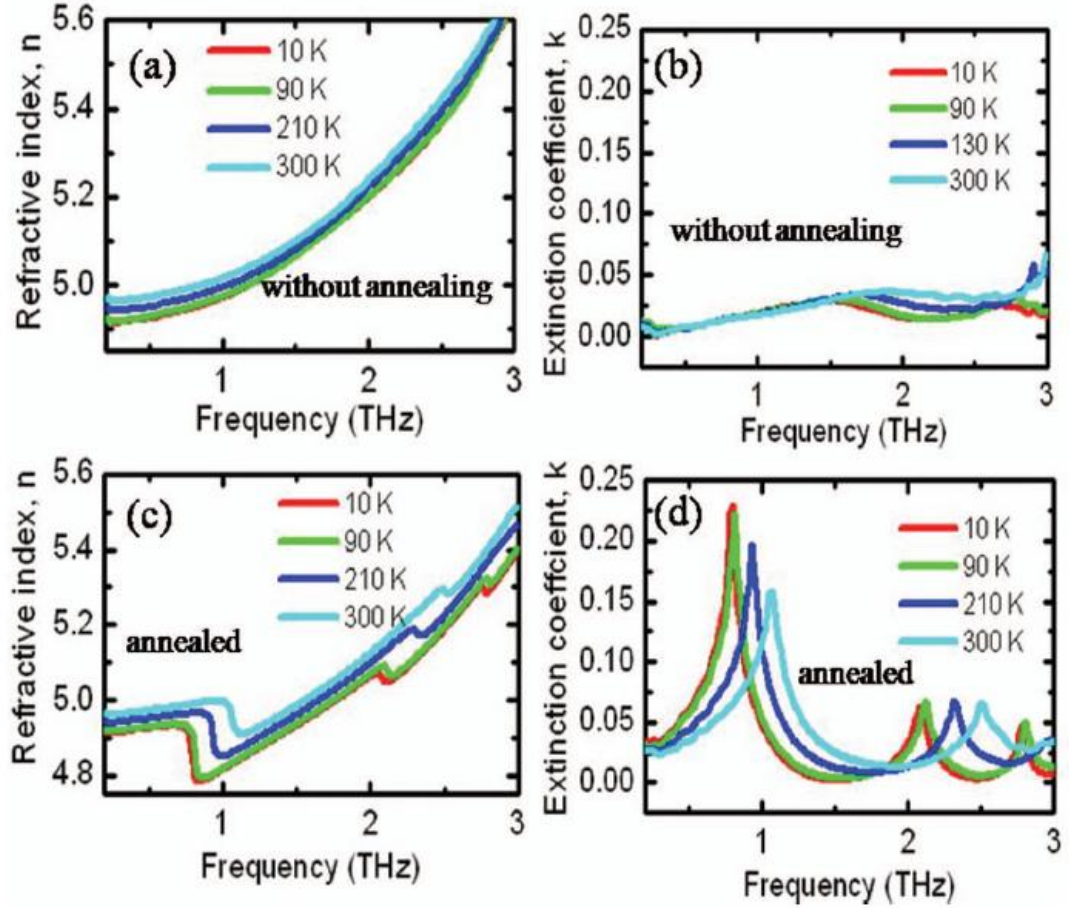 (a)
10 K
90 K
210 K
300 K
without annealing
Refractive index, n
5.6
5.4
5.2
5.0
1
2
3
Frequency (THz)
(b)
10 K
90 K
130 K
300 K
without annealing
Extinction coefficient, k
0.25
0.20
0.15
0.10
0.05
0.00
1
2
3
Frequency (THz)
(c)
10 K
90 K
210 K
300 K
annealed
Refractive index, n
5.6
5.4
5.2
5.0
4.8
1
2
3
Frequency (THz)
(d)
10 K
90 K
210 K
300 K
annealed
Extinction coeffcient, k
0.25
0.20
0.15
0.10
0.05
0.00
1
2
3
Frequency (THz)